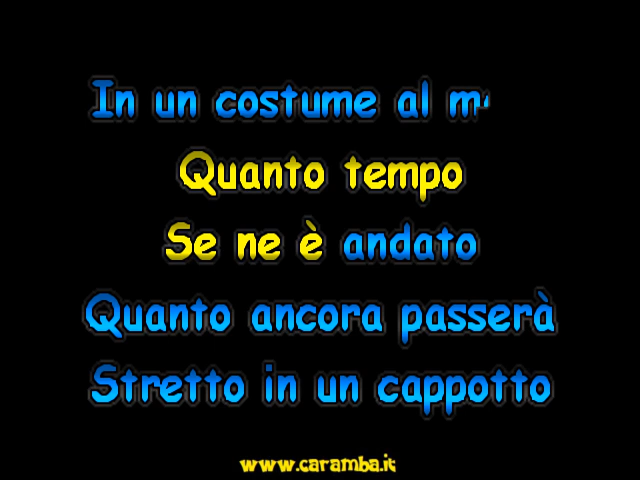 In un costume al
Quanto tempo
Se ne è andato
Quanto ancora passerà
Stretto in un cappotto
www.caramba.it